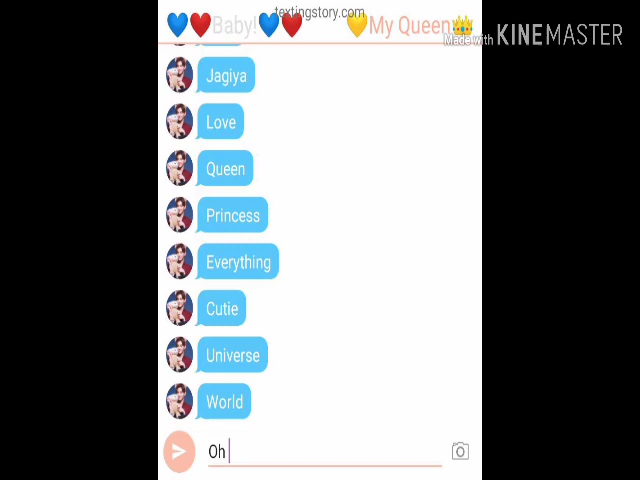 textingstory.com
💙❤️Baby!💙❤️ 💛My Queen👑
Made with KINEMASTER
Jagiya
Love
Queen
Princess
Everything
Cutie
Universe
World
Oh